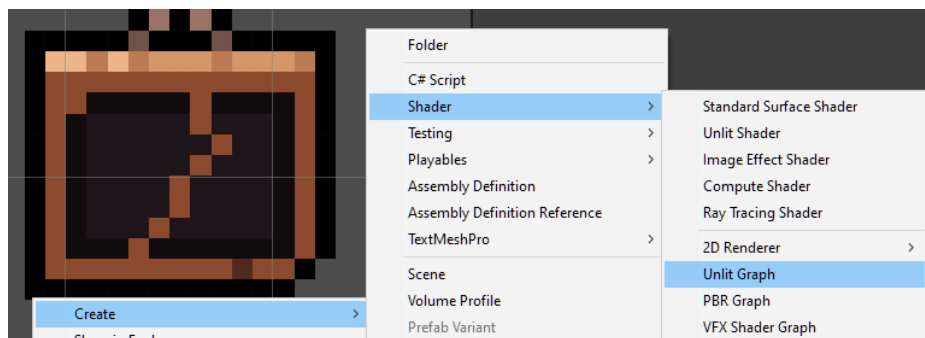 Folder
C# Script
Shader
Testing
Playables
Assembly Definition
Assembly Definition Reference
TextMeshPro
Scene
Volume Profile
Prefab Variant
Standard Surface Shader
Unlit Shader
Image Effect Shader
Compute Shader
Ray Tracing Shader
2D Renderer
Unlit Graph
PBR Graph
VFX Shader Graph
Create